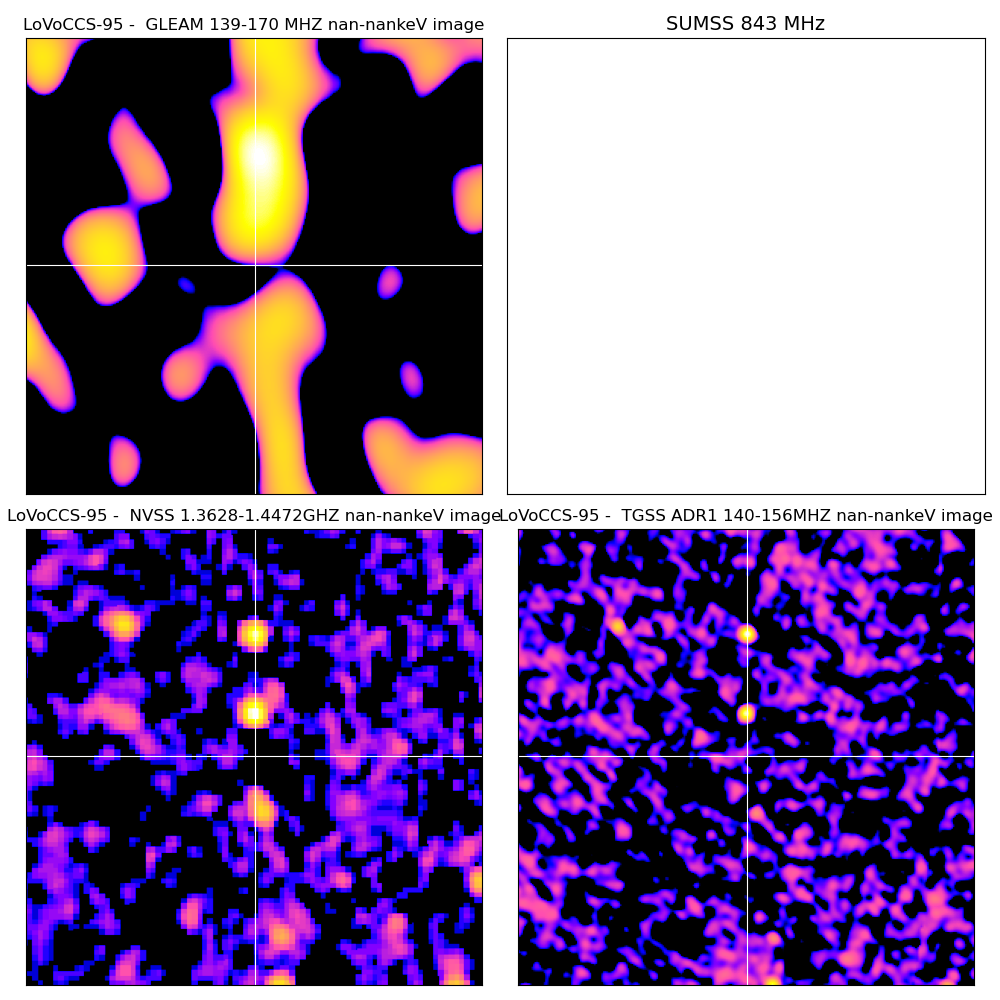 LoVoCCS-95 -  GLEAM 139-170 MHZ nan-nankeV image
SUMSS 843 MHz
LoVoCCS-95 -  NVSS 1.3628-1.4472GHZ nan-nankeV image
LoVoCCS-95 -  TGSS ADR1 140-156MHZ nan-nankeV image